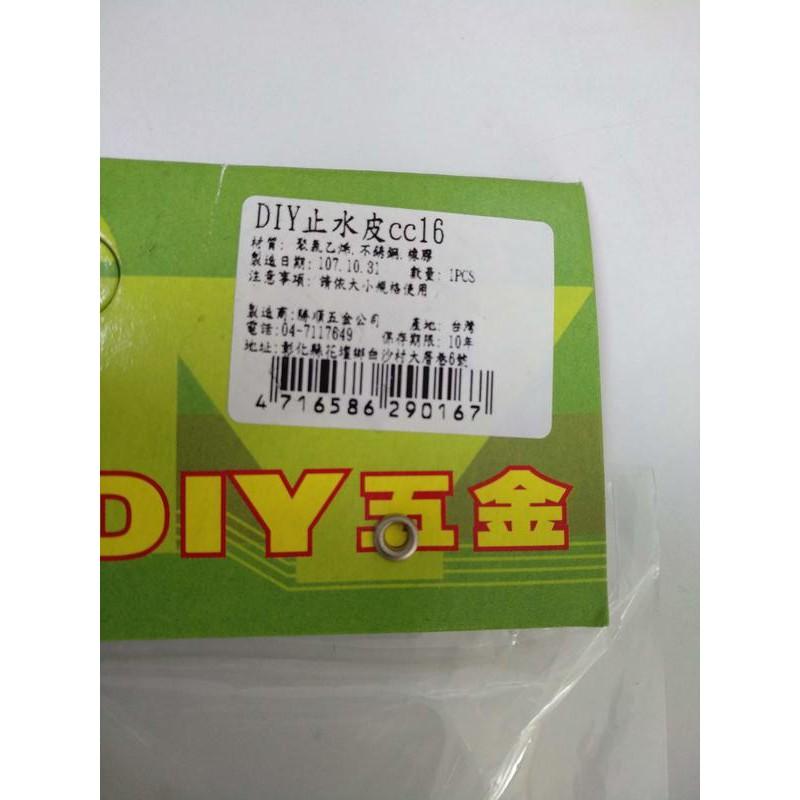 DIY止水皮cc16
材質: 聚氯乙烯.不銹鋼.橡膠
製造日期: 107.10.31 數量: 1PCS
注意事項: 請依大小規格使用
製造商:勝順五金公司 產地: 台灣
電話:04-7117649 保存期限: 10年
地址:彰化縣花壇鄉白沙村大厝巷6號
4 716586 290167
DIY五金